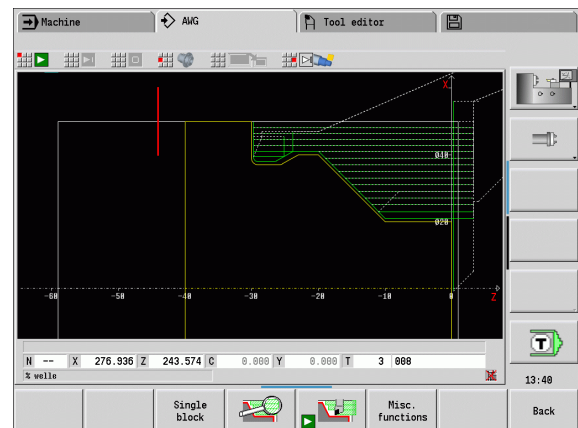 Machine
AWG
Tool editor
X
Ø40
Ø20
-60
-50
-40
-30
-20
-10
0
Z
N -- X 276.936 Z 243.574 C 0.000 Y 0.000 T 3 008
% welle
T
13:40
Single block
Misc. functions
Back